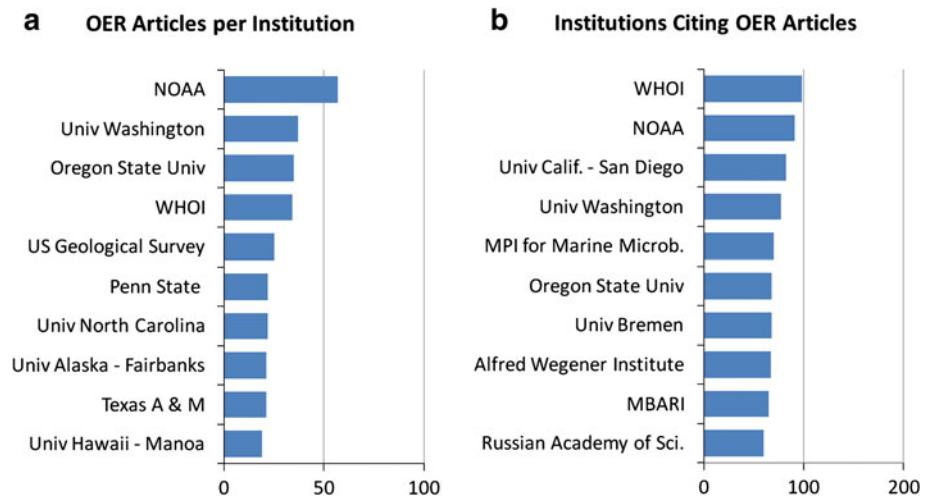 a OER Articles per Institution
NOAA
Univ Washington
Oregon State Univ
WHOI
US Geological Survey
Penn State
Univ North Carolina
Univ Alaska - Fairbanks
Texas A & M
Univ Hawaii - Manoa
0 50 100
b Institutions Citing OER Articles
WHOI
NOAA
Univ Calif. - San Diego
Univ Washington
MPI for Marine Microb.
Oregon State Univ
Univ Bremen
Alfred Wegener Institute
MBARI
Russian Academy of Sci.
0 100 200